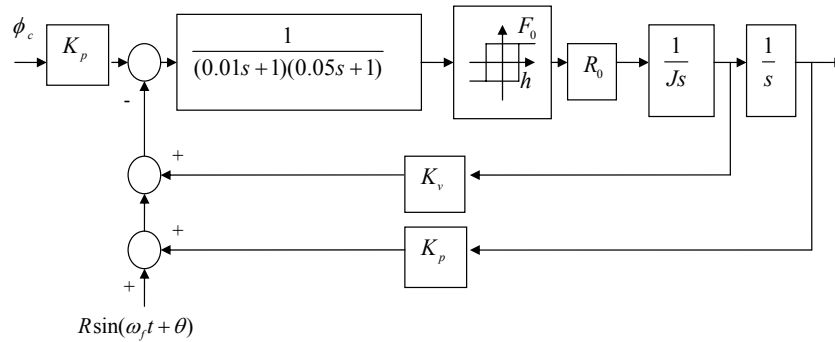 ϕ_c
K_p
-
1/((0.01s+1)(0.05s+1))
F_0
h
R_0
1/(Js)
1/s
+
K_v
+
K_p
+
R sin(ω_f t + θ)